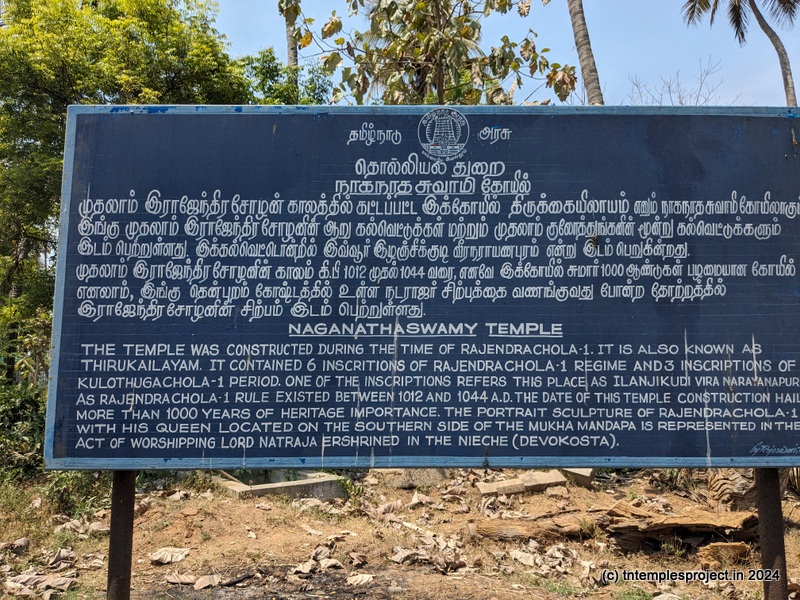 தமிழ்நாடு அரசு
தொல்லியல் துறை
நாகநாத சுவாமி கோயில்
முதலாம் இராஜேந்திர சோழன் காலத்தில் கட்டப்பட்ட இக்கோயில் திருக்கையிலாயம் எனும் நாகநாத சுவாமி கோயிலாகும்
இங்கு முதலாம் இராஜேந்திர சோழனின் ஆறு கல்வெட்டுகள் மற்றும் முதலாம் குலோத்துங்கனின் மூன்று கல்வெட்டுகளும்
இடம் பெற்றுள்ளது. இக்கல்வெட்டொன்றில் இவ்வூர் இழஞ்சிக்குடி வீரநாராயணபுரம் என்று இடம் பெறுகின்றது.
முதலாம் இராஜேந்திர சோழனின் காலம் கி.பி 1012 முதல் 1044 வரை, எனவே இக்கோயில் சுமார் 1000 ஆண்டுகள் பழமையான கோயில்
எனலாம், இங்கு தென்புறம் கோஷ்டத்தில் உள்ள நடராஜர் சிற்பத்தை வணங்குவது போன்ற தோற்றத்தில்
இராஜேந்திர சோழனின் சிற்பம் இடம் பெற்றுள்ளது.
NAGANATHASWAMY TEMPLE
THE TEMPLE WAS CONSTRUCTED DURING THE TIME OF RAJENDRACHOLA-1. IT IS ALSO KNOWN AS
THIRUKAILAYAM. IT CONTAINED 6 INSCRITIONS OF RAJENDRACHOLA-1 REGIME AND 3 INSCRIPTIONS OF
KULOTHUGACHOLA-1 PERIOD. ONE OF THE INSCRIPTIONS REFERS THIS PLACE AS ILANJIKUDI VIRA NARAYANAPUR
AS RAJENDRACHOLA-1 RULE EXISTED BETWEEN 1012 AND 1044 A.D. THE DATE OF THIS TEMPLE CONSTRUCTION HAIL
MORE THAN 1000 YEARS OF HERITAGE IMPORTANCE. THE PORTRAIT SCULPTURE OF RAJENDRACHOLA-1
WITH HIS QUEEN LOCATED ON THE SOUTHERN SIDE OF THE MUKHA MANDAPA IS REPRESENTED IN THE
ACT OF WORSHIPPING LORD NATRAJA ERSHRINED IN THE NIECHE (DEVOKOSTA).
(c) tntemplesproject.in 2024